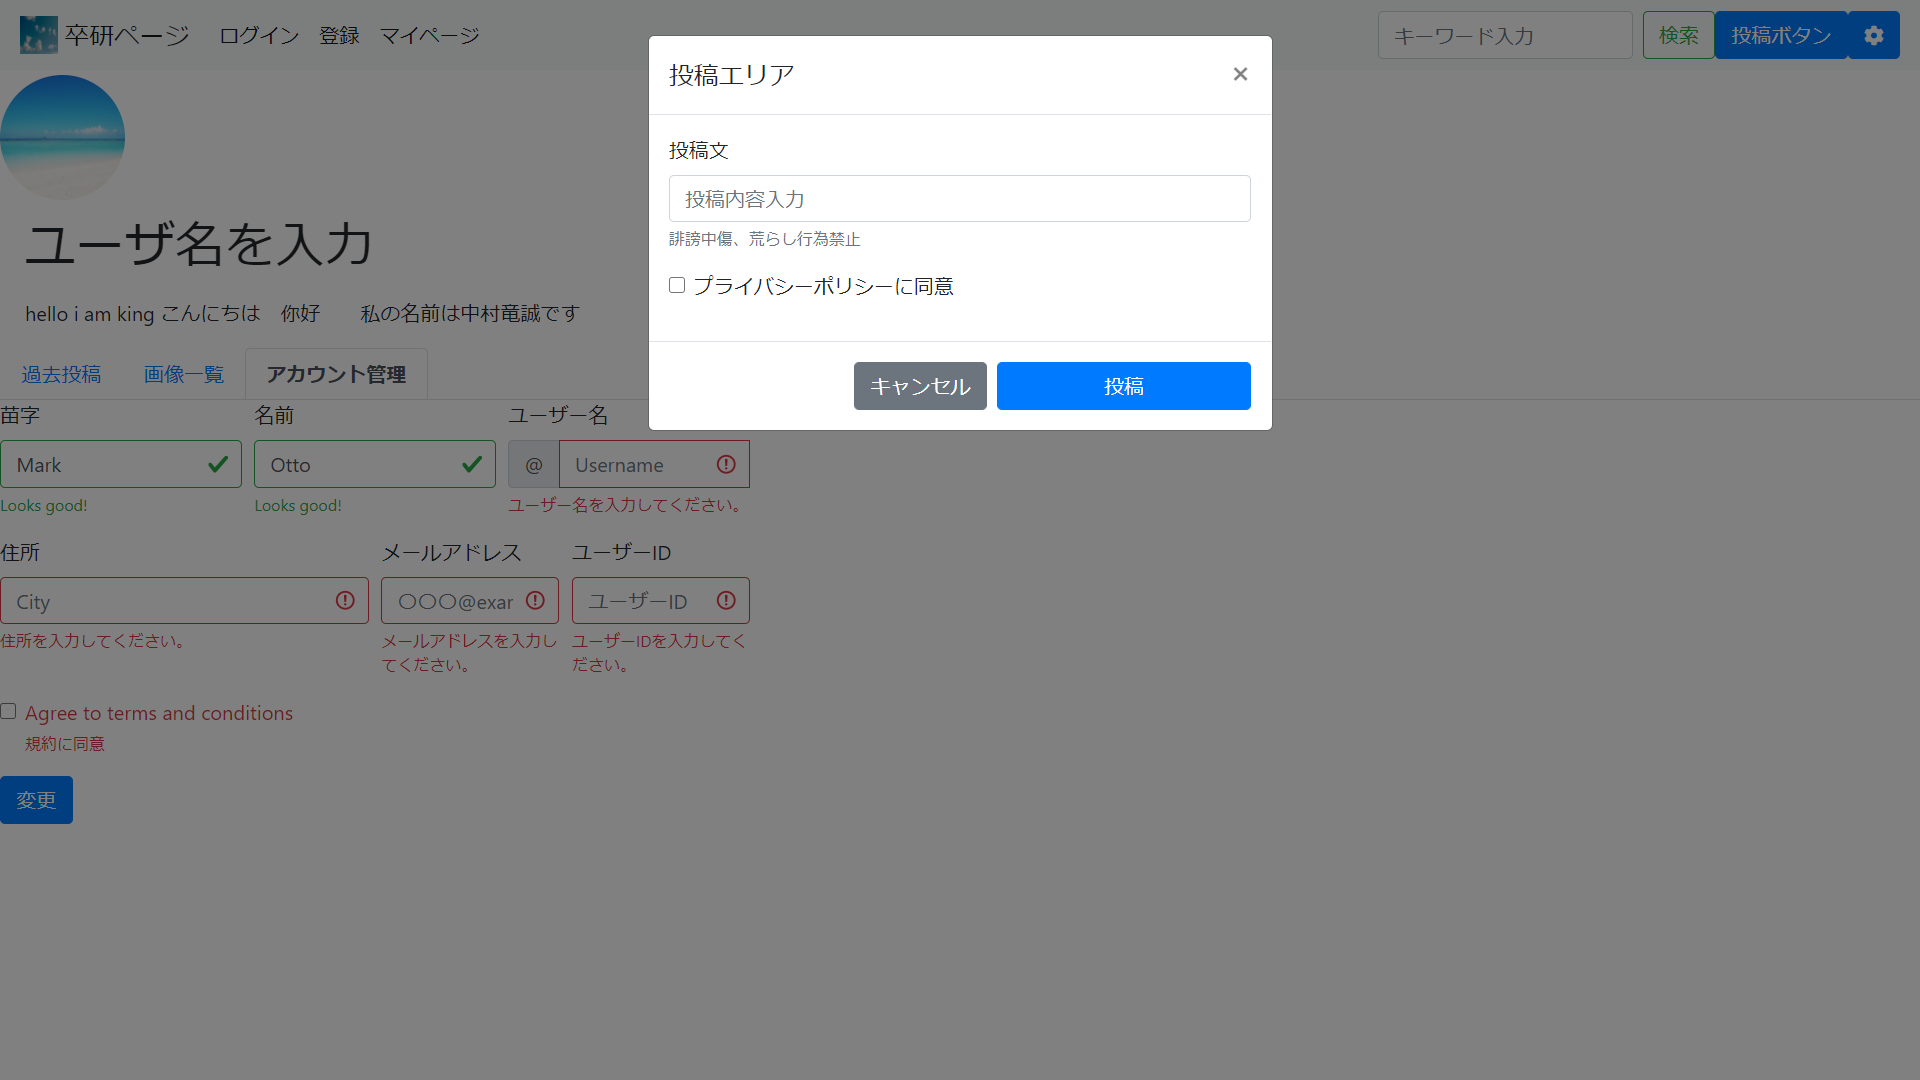 卒研ページ ログイン 登録 マイページ キーワード入力 検索 投稿ボタン
投稿エリア ×
投稿文
投稿内容入力
誹謗中傷、荒らし行為禁止
プライバシーポリシーに同意
キャンセル 投稿
ユーザ名を入力
hello i am king こんにちは　你好　　私の名前は中村竜誠です
過去投稿 画像一覧 アカウント管理
苗字 名前 ユーザー名
Mark Otto @ Username
Looks good! Looks good! ユーザー名を入力してください。
住所 メールアドレス ユーザーID
City 〇〇〇@exar ユーザーID
住所を入力してください。 メールアドレスを入力し ユーザーIDを入力してく
てください。 ださい。
Agree to terms and conditions
規約に同意
変更